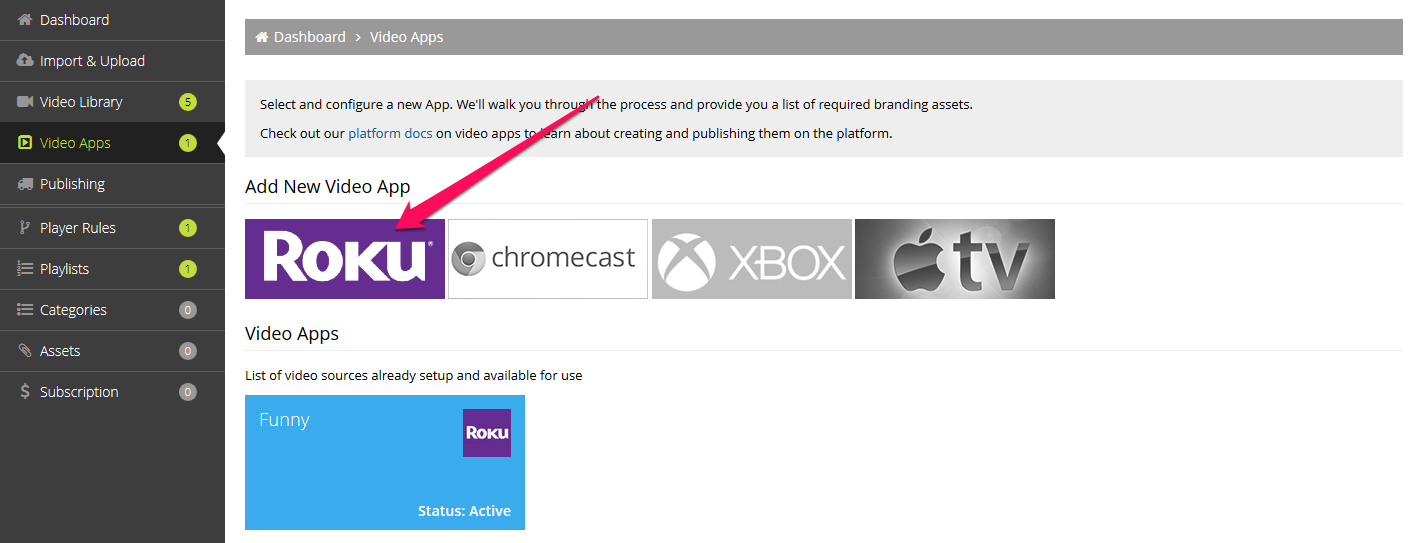 Dashboard
Import & Upload
Video Library 5
Video Apps 1
Publishing
Player Rules 1
Playlists 1
Categories 0
Assets 0
Subscription 0
Dashboard > Video Apps
Select and configure a new App. We'll walk you through the process and provide you a list of required branding assets.
Check out our platform docs on video apps to learn about creating and publishing them on the platform.
Add New Video App
ROKU® chromecast XBOX tv
Video Apps
List of video sources already setup and available for use
Funny
ROKU
Status: Active